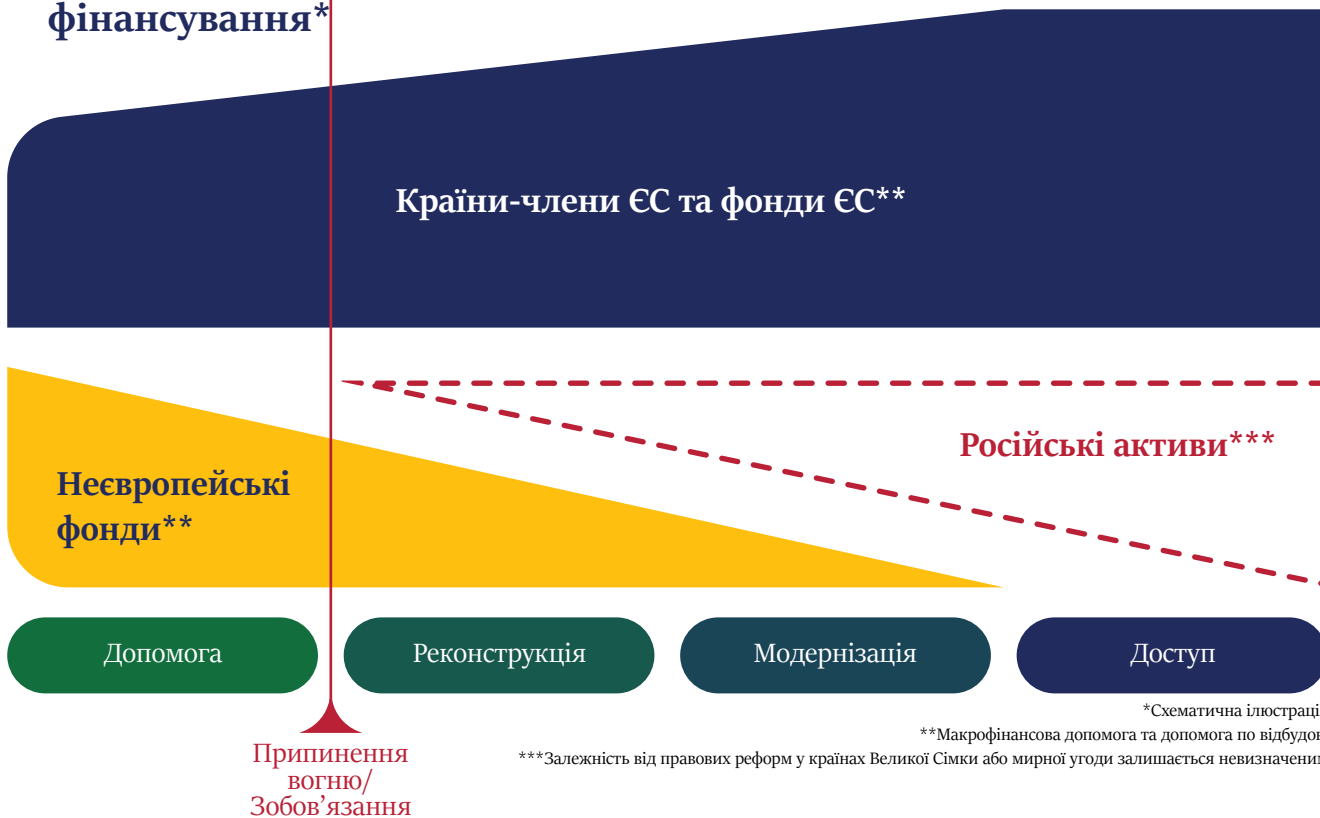 фінансування*
Країни-члени ЄС та фонди ЄС**
Російські активи***
Неєвропейські
фонди**
Допомога
Реконструкція
Модернізація
Доступ
*Схематична ілюстраці
**Макрофінансова допомога та допомога по відбудов
***Залежність від правових реформ у країнах Великої Сімки або мирної угоди залишається невизначени
Припинення
вогню/
Зобов’язання